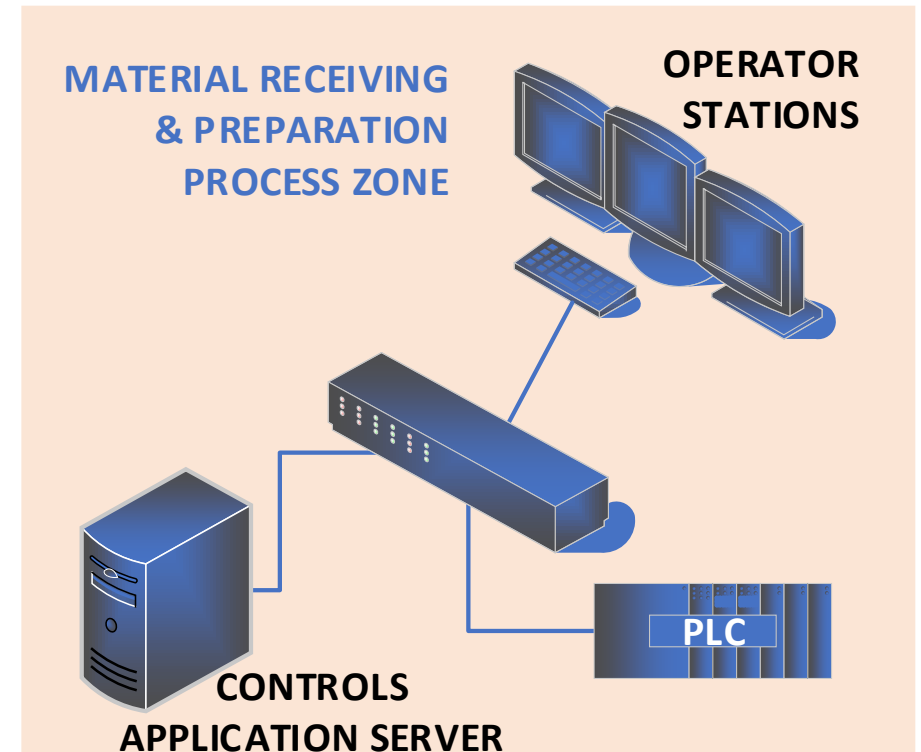 MATERIAL RECEIVING
& PREPARATION
PROCESS ZONE
OPERATOR
STATIONS
PLC
CONTROLS
APPLICATION SERVER